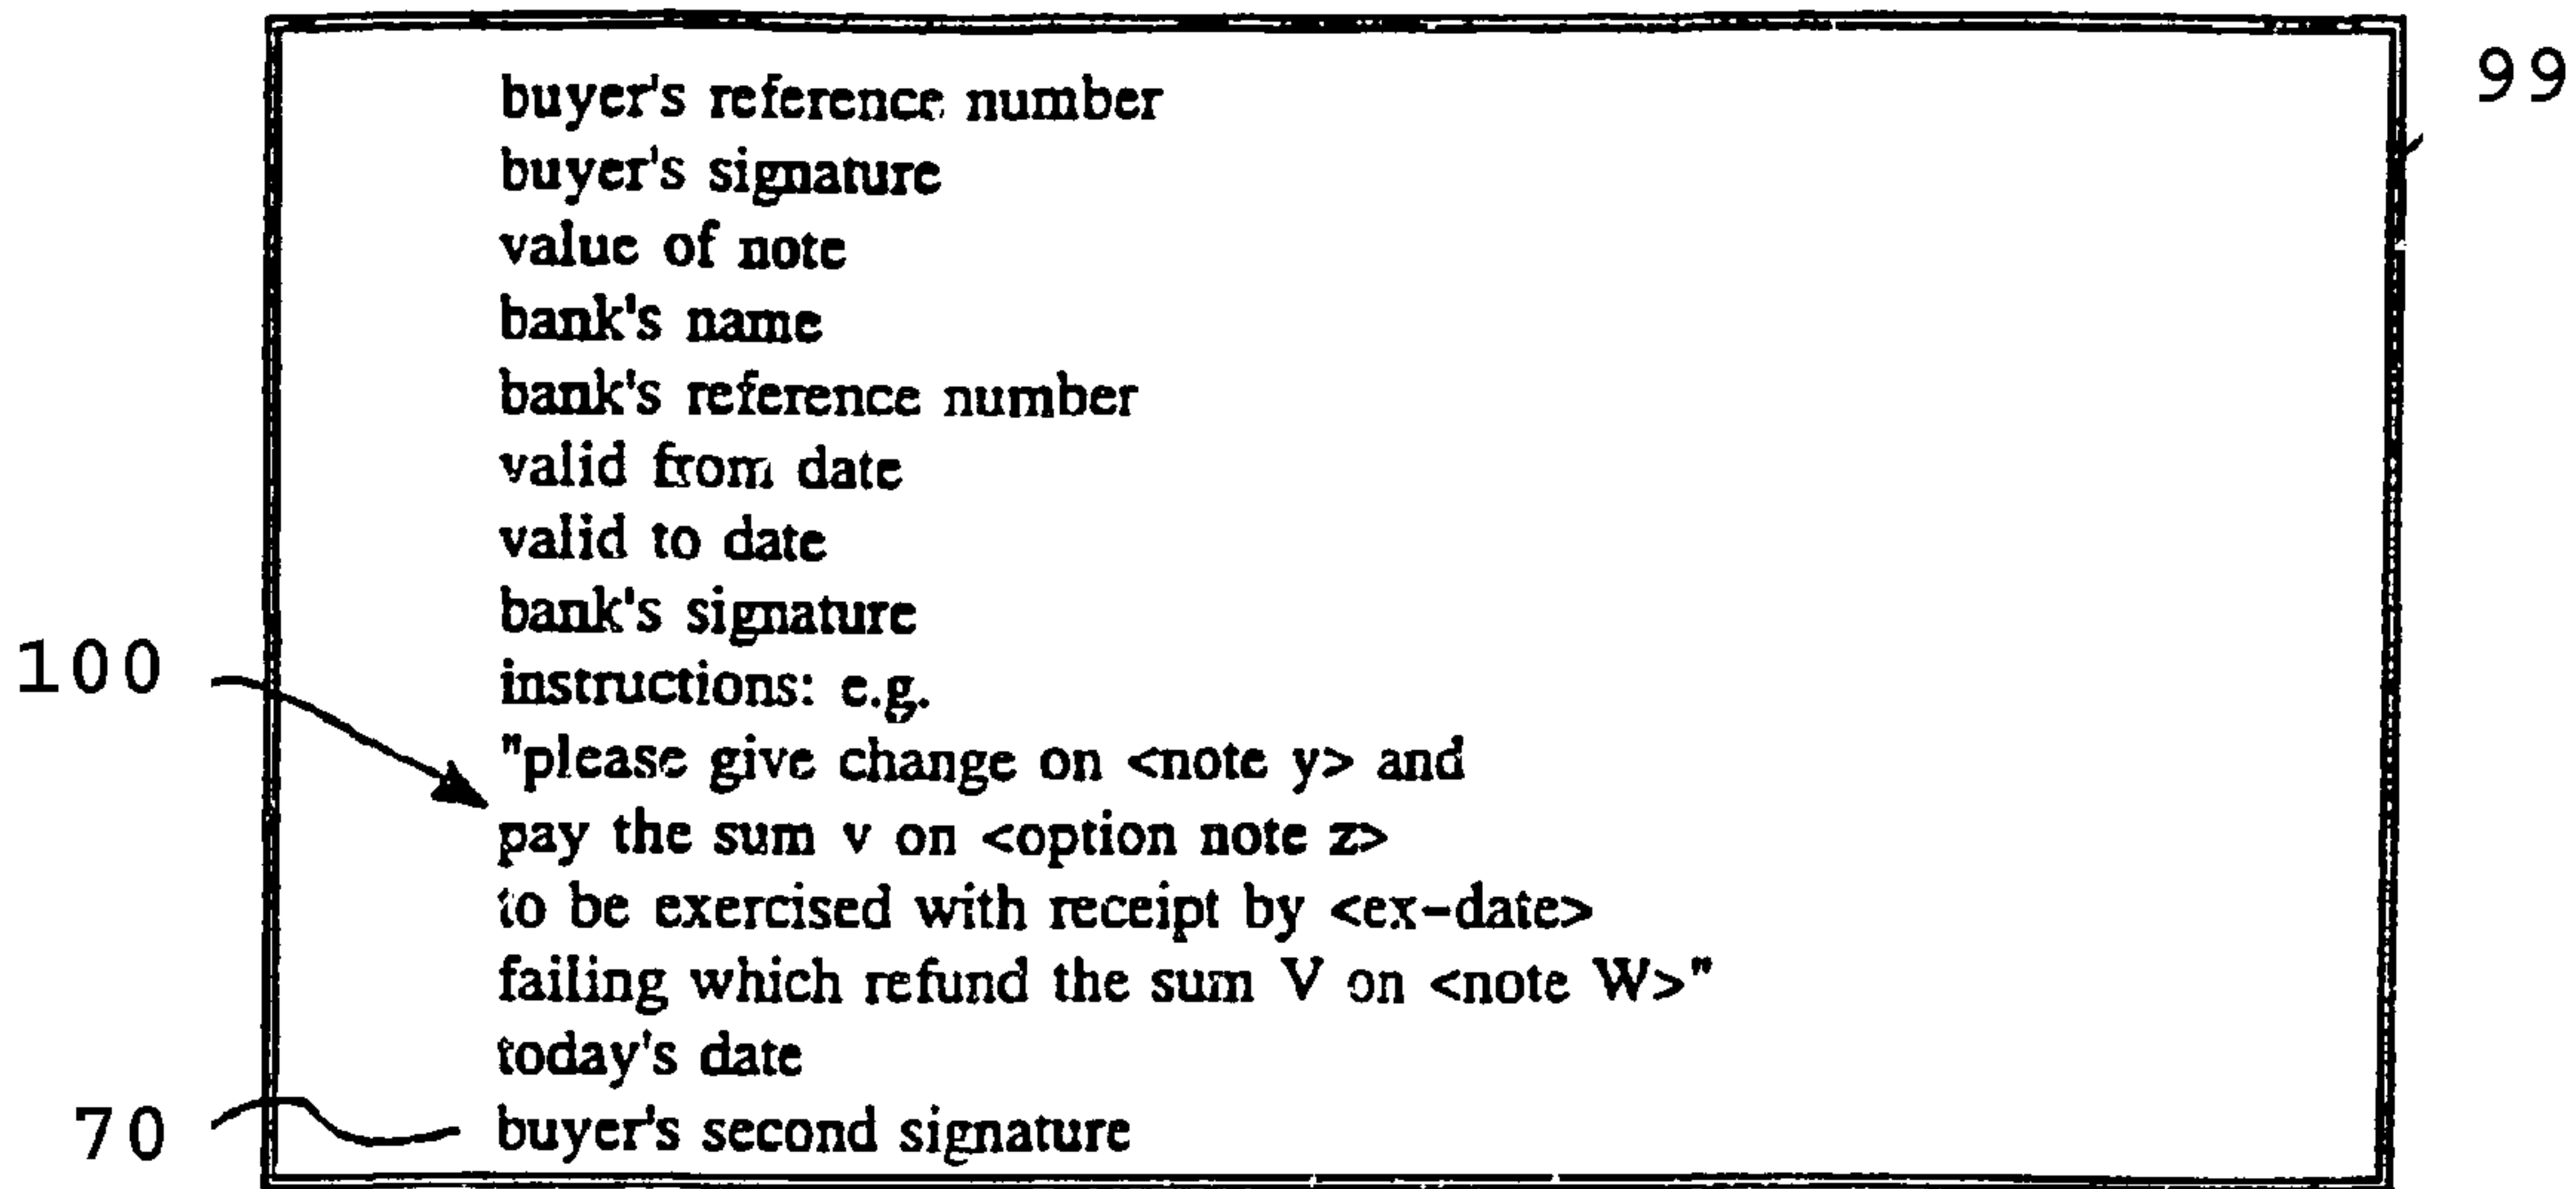 99
buyer's reference number
buyer's signature
value of note
bank's name
bank's reference number
valid from date
valid to date
bank's signature
100
instructions: e.g.
"please give change on <note y> and
pay the sum v on <option note z>
to be exercised with receipt by <ex-date>
failing which refund the sum V on <note W>"
today's date
70
buyer's second signature